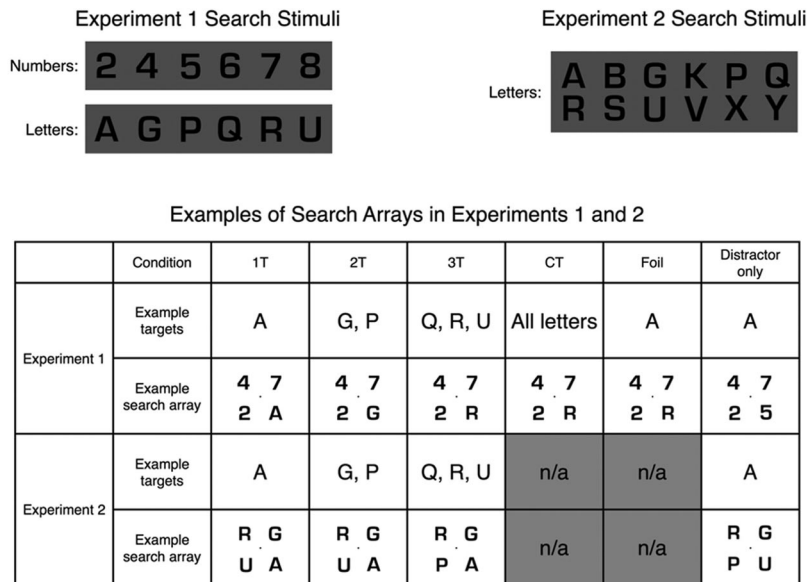 Experiment 1 Search Stimuli
Experiment 2 Search Stimuli
Numbers: 2 4 5 6 7 8
Letters: A G P Q R U
Letters: A B G K P Q
R S U V X Y
Examples of Search Arrays in Experiments 1 and 2
Condition 1T 2T 3T CT Foil Distractor only
Experiment 1
Example targets A G, P Q, R, U All letters A A
Example search array
4 7 4 7 4 7 4 7 4 7 4 7
2 A 2 G 2 R 2 R 2 R 2 5
Experiment 2
Example targets A G, P Q, R, U n/a n/a A
Example search array
R G R G R G n/a n/a R G
U A U A P A P U